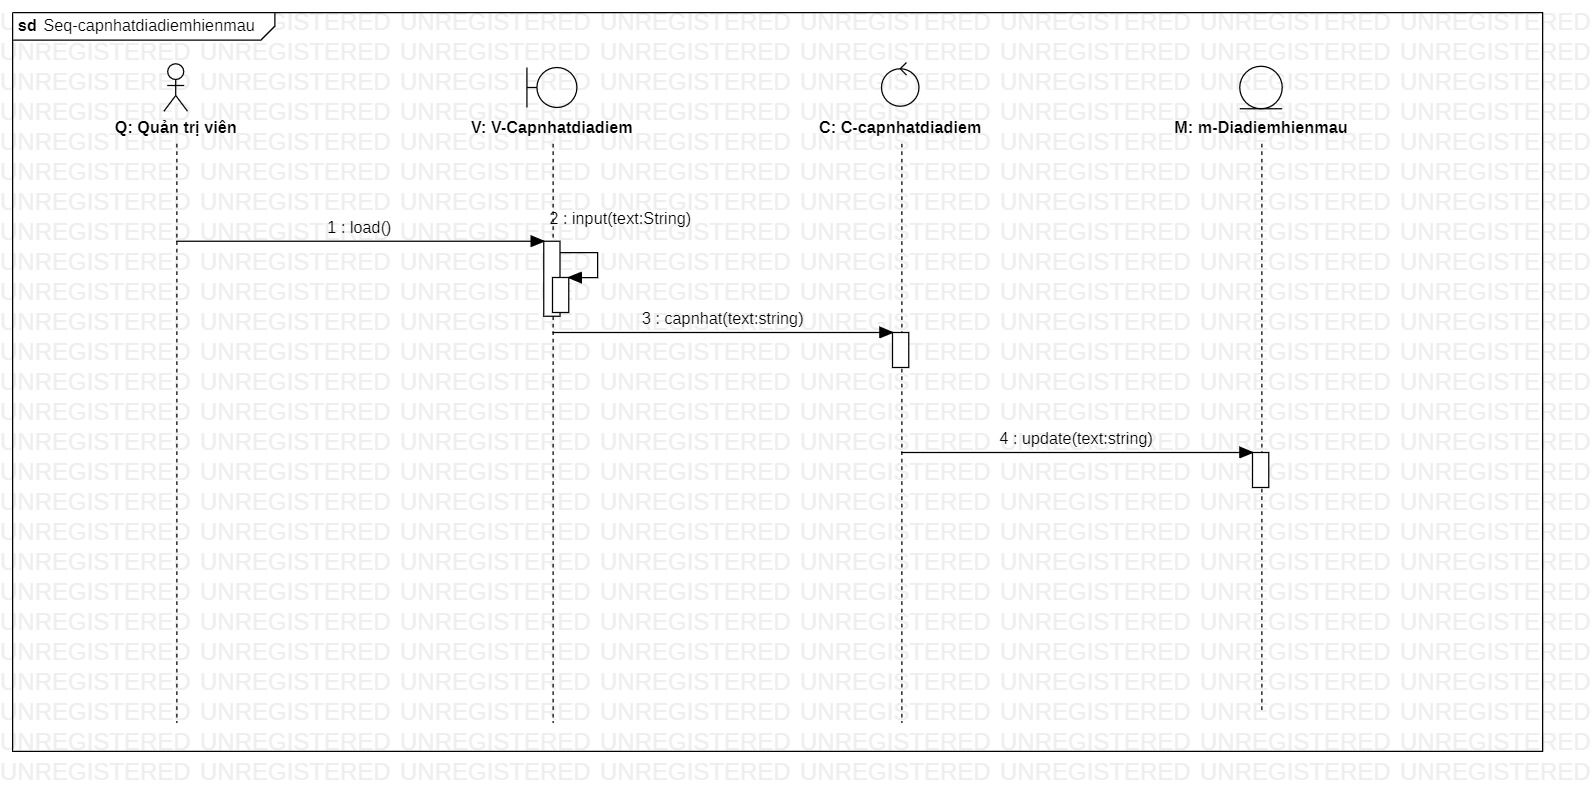 sd Seq-capnhatdiadiemhienmau
Q: Quản trị viên
V: V-Capnhatdiadiem
C: C-capnhatdiadiem
M: m-Diadiemhienmau
2 : input(text:String)
1 : load()
3 : capnhat(text:string)
4 : update(text:string)
UNREGISTERED